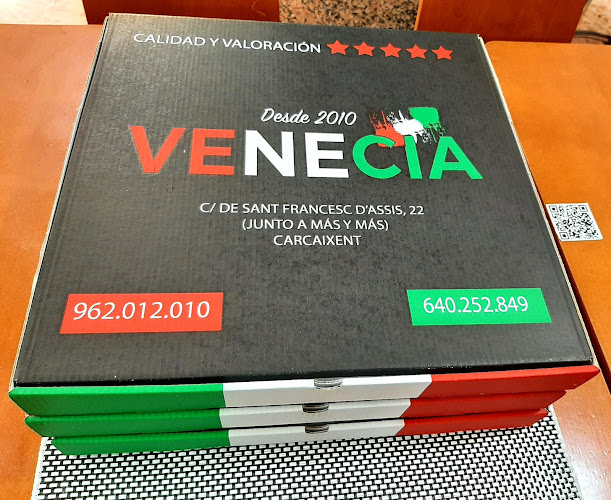 CALIDAD Y VALORACIÓN
Desde 2010
VENECIA
C/ DE SANT FRANCESC D'ASSIS, 22
(JUNTO A MÁS Y MÁS)
CARCAIXENT
962.012.010
640.252.849